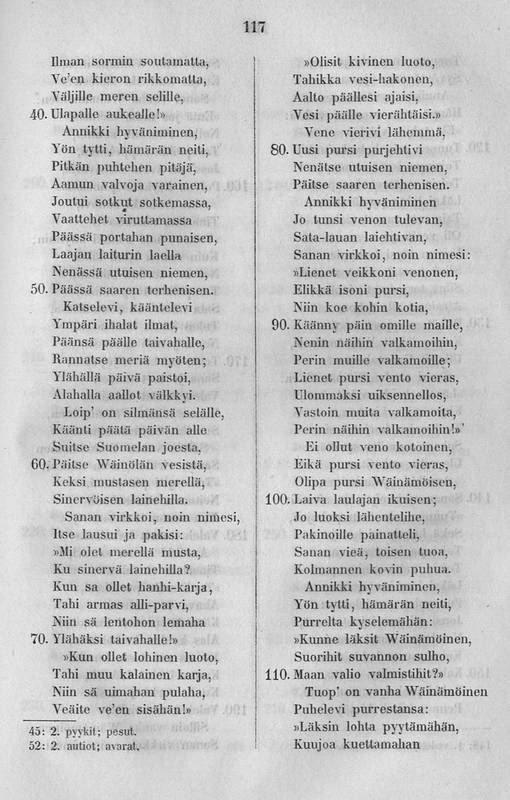 117
Ilman sormin soutamatta,
Ve'en kieron rikkomatta,
Väljille meren selille,
40. Ulapalle aukealle!»
Annikki hyväniminen,
Yön tytti, hämärän neiti,
Pitkän puhtehen pitäjä,
Aamun valvoja varainen,
Joutui sotkut sotkemassa,
Vaattehet viruttamassa
Päässä portahan punaisen,
Laajan laiturin laella
Nenässä utuisen niemen,
50. Päässä saaren terhenisen.
Katselevi, kääntelevi
Ympäri ihalat ilmat,
Päänsä päälle taivahalle,
Rannatse meriä myöten;
Ylähällä päivä paistoi,
Alahalla aallot välkkyi.
Loip' on silmänsä selälle,
Käänti päätä päivän alle
Suitse Suomelan joesta,
60. Päitse Wäinölän vesistä,
Keksi mustasen merellä,
Sinervöisen lainehilla.
Sanan virkkoi, noin nimesi,
Itse lausui ja pakisi:
»Mi olet merellä musta,
Ku sinervä lainehilla?
Kun sa ollet hanhi-karja,
Tahi armas alli-parvi,
Niin sä lentohon lemaha
70. Ylähäksi taivahalle!»
»Kun ollet lohinen luoto,
Tahi muu kalainen karja,
Niin sä uimahan pulaha,
Veäite ve'en sisähän!»
45: 2. pyykit; pesut.
52: 2. autiot; avarat.
»Olisit kivinen luoto,
Tahikka vesi-hakonen,
Aalto päällesi ajaisi,
Vesi päälle vierähtäisi.»
Vene vierivi lähemmä,
80. Uusi pursi purjehtivi
Nenätse utuisen niemen,
Päitse saaren terhenisen.
Annikki hyväniminen
Jo tunsi venon tulevan,
Sata-lauan laiehtivan,
Sanan virkkoi, noin nimesi:
»Lienet veikkoni venonen,
Elikkä isoni pursi,
Niin koe kohin kotia,
90. Käänny päin omille maille,
Nenin näihin valkamoihin,
Perin muille valkamoille;
Lienet pursi vento vieras,
Ulommaksi uiksennellos,
Vastoin muita valkamoita,
Perin näihin valkamoihin!»
Ei ollut veno kotoinen,
Eikä pursi vento vieras,
Olipa pursi Wäinämöisen,
100. Laiva laulajan ikuisen;
Jo luoksi lähentelihe,
Pakinoille painatteli,
Sanan vieä, toisen tuoa,
Kolmannen kovin puhua.
Annikki hyväniminen,
Yön tytti, hämärän neiti,
Purrelta kyselemähän:
»Kunne läksit Wäinämöinen,
Suorihit suvannon sulho,
110. Maan valio valmistihit?»
Tuop' on vanha Wäinämöinen
Puhelevi purrestansa:
»Läksin lohta pyytämähän,
Kuujoa kuettamahan